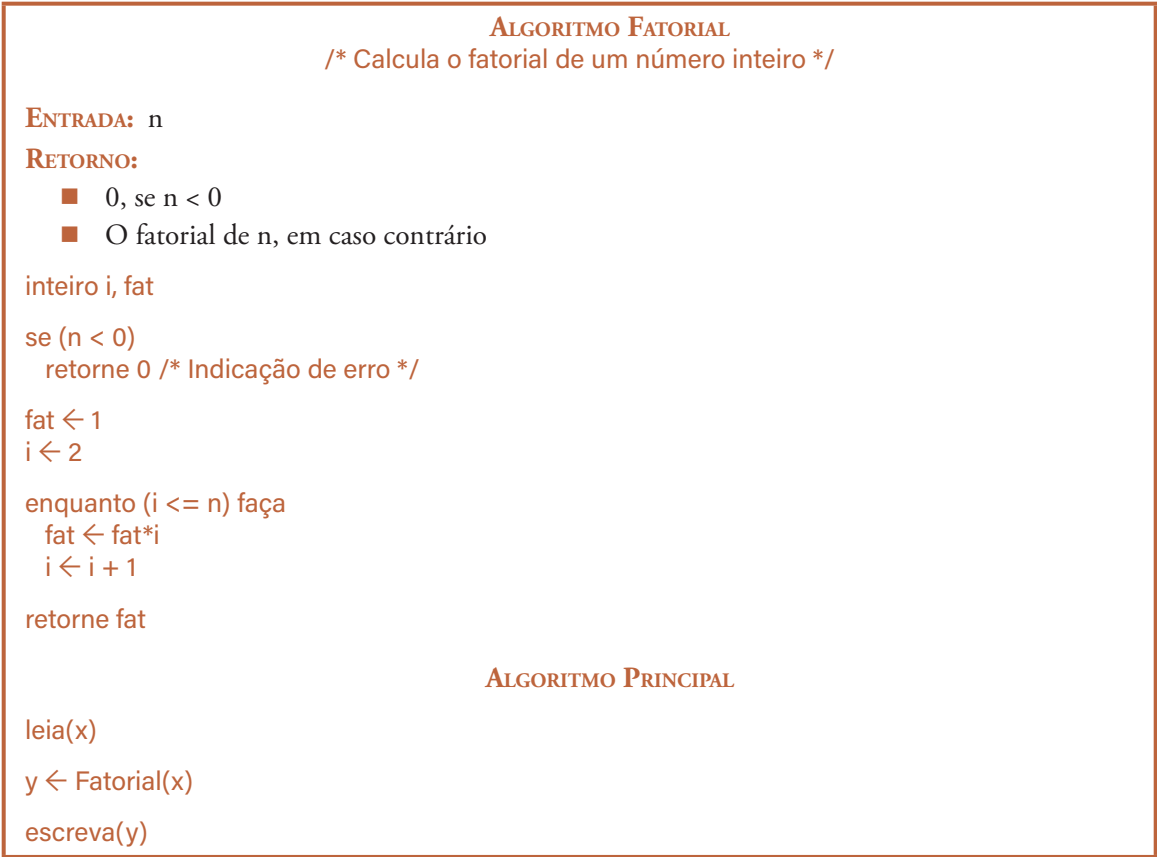 Algoritmo Fatorial
/* Calcula o fatorial de um número inteiro */
Entrada: n
Retorno:
■ 0, se n < 0
■ O fatorial de n, em caso contrário
inteiro i, fat
se (n < 0)
retorne 0 /* Indicação de erro */
fat ← 1
i ← 2
enquanto (i <= n) faça
fat ← fat*i
i ← i + 1
retorne fat
Algoritmo Principal
leia(x)
y ← Fatorial(x)
escreva(y)